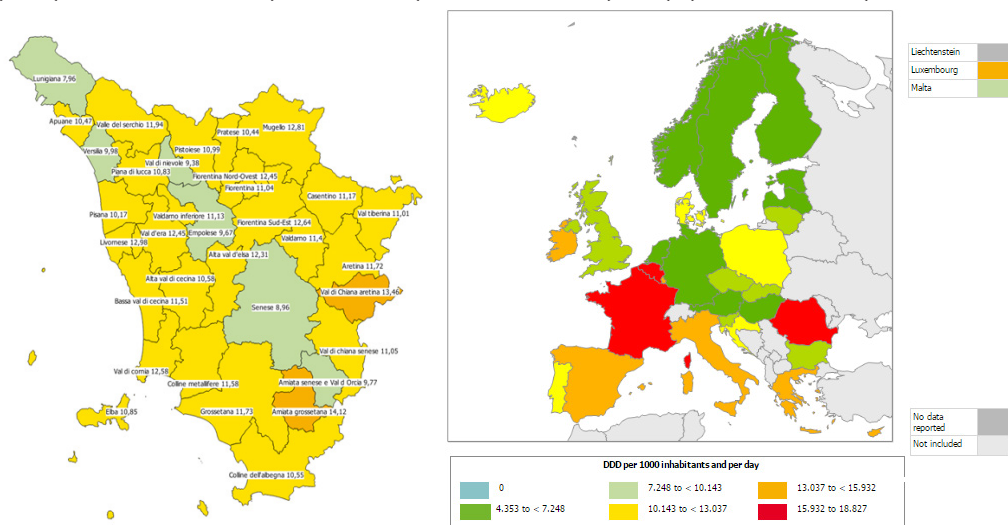 Lunigiana 7,96
Apuane 10,47
Valle del serchio 11,94
Mugello 12,81
Pratese 10,44
Versilia 9,98
Pistoiese 10,99
Val di nievole 9,38
Piana di lucca 10,83
Fiorentina Nord-Ovest 12,45
Fiorentina 11,04
Casentino 11,17
Pisana 10,17
Valdarno inferiore 11,13
Val tiberina 11,01
Fiorentina Sud-Est 12,64
Val d'era 12,45
Empolese 9,67
Livornese 12,98
Valdarno 11,4
Alta val d'elsa 12,31
Aretina 11,72
Alta val di cecina 10,58
Val di Chiana aretina 13,46
Bassa val di cecina 11,51
Senese 8,96
Val di chiana senese 11,05
Val di cornia 12,58
Colline metallifere 11,58
Amiata senese e Val d Orcia 9,77
Elba 10,85
Grossetana 11,73
Amiata grossetana 14,12
Colline dell'albegna 10,55
Liechtenstein
Luxembourg
Malta
No data
reported
Not included
DDD per 1000 inhabitants and per day
0
7.248 to < 10.143
13.037 to < 15.932
4.353 to < 7.248
10.143 to < 13.037
15.932 to 18.827